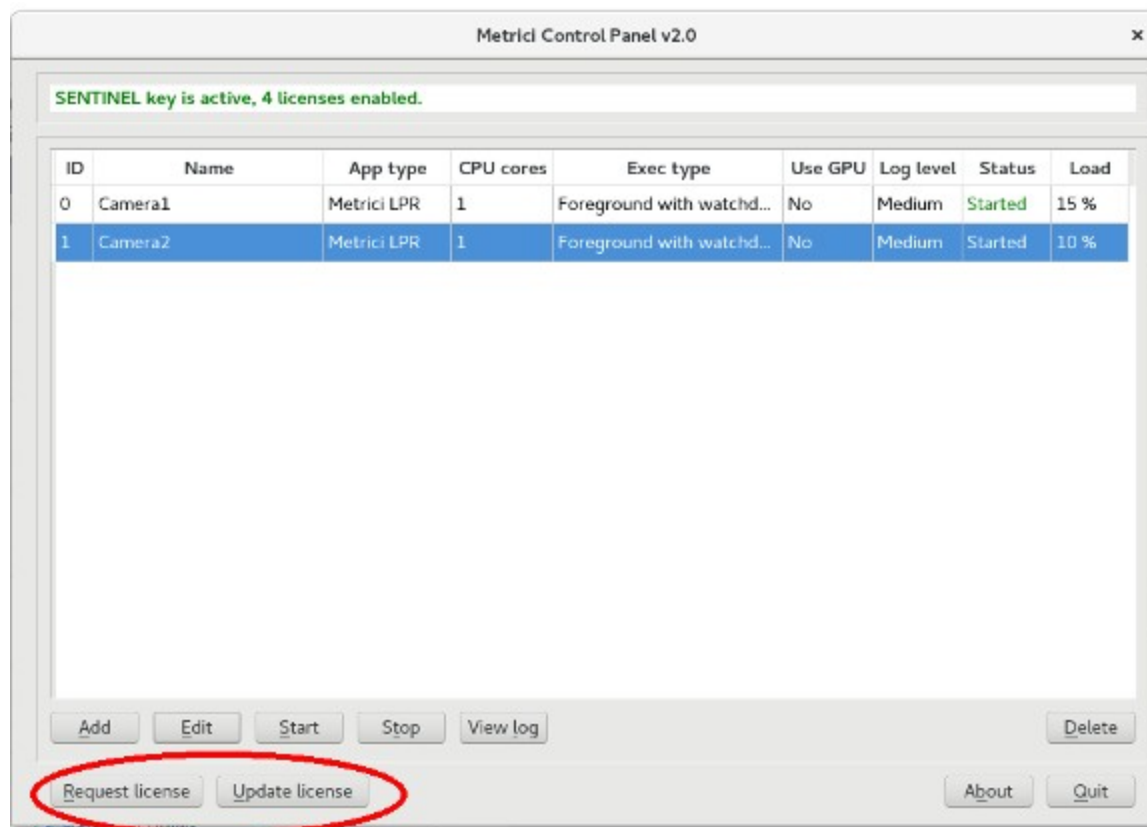 Metrici Control Panel v2.0 ×
SENTINEL key is active, 4 licenses enabled.
ID Name App type CPU cores Exec type Use GPU Log level Status Load
0 Camera1 Metrici LPR 1 Foreground with watchd... No Medium Started 15 %
1 Camera2 Metrici LPR 1 Foreground with watchd... No Medium Started 10 %
Add Edit Start Stop View log Delete
Request license Update license About Quit